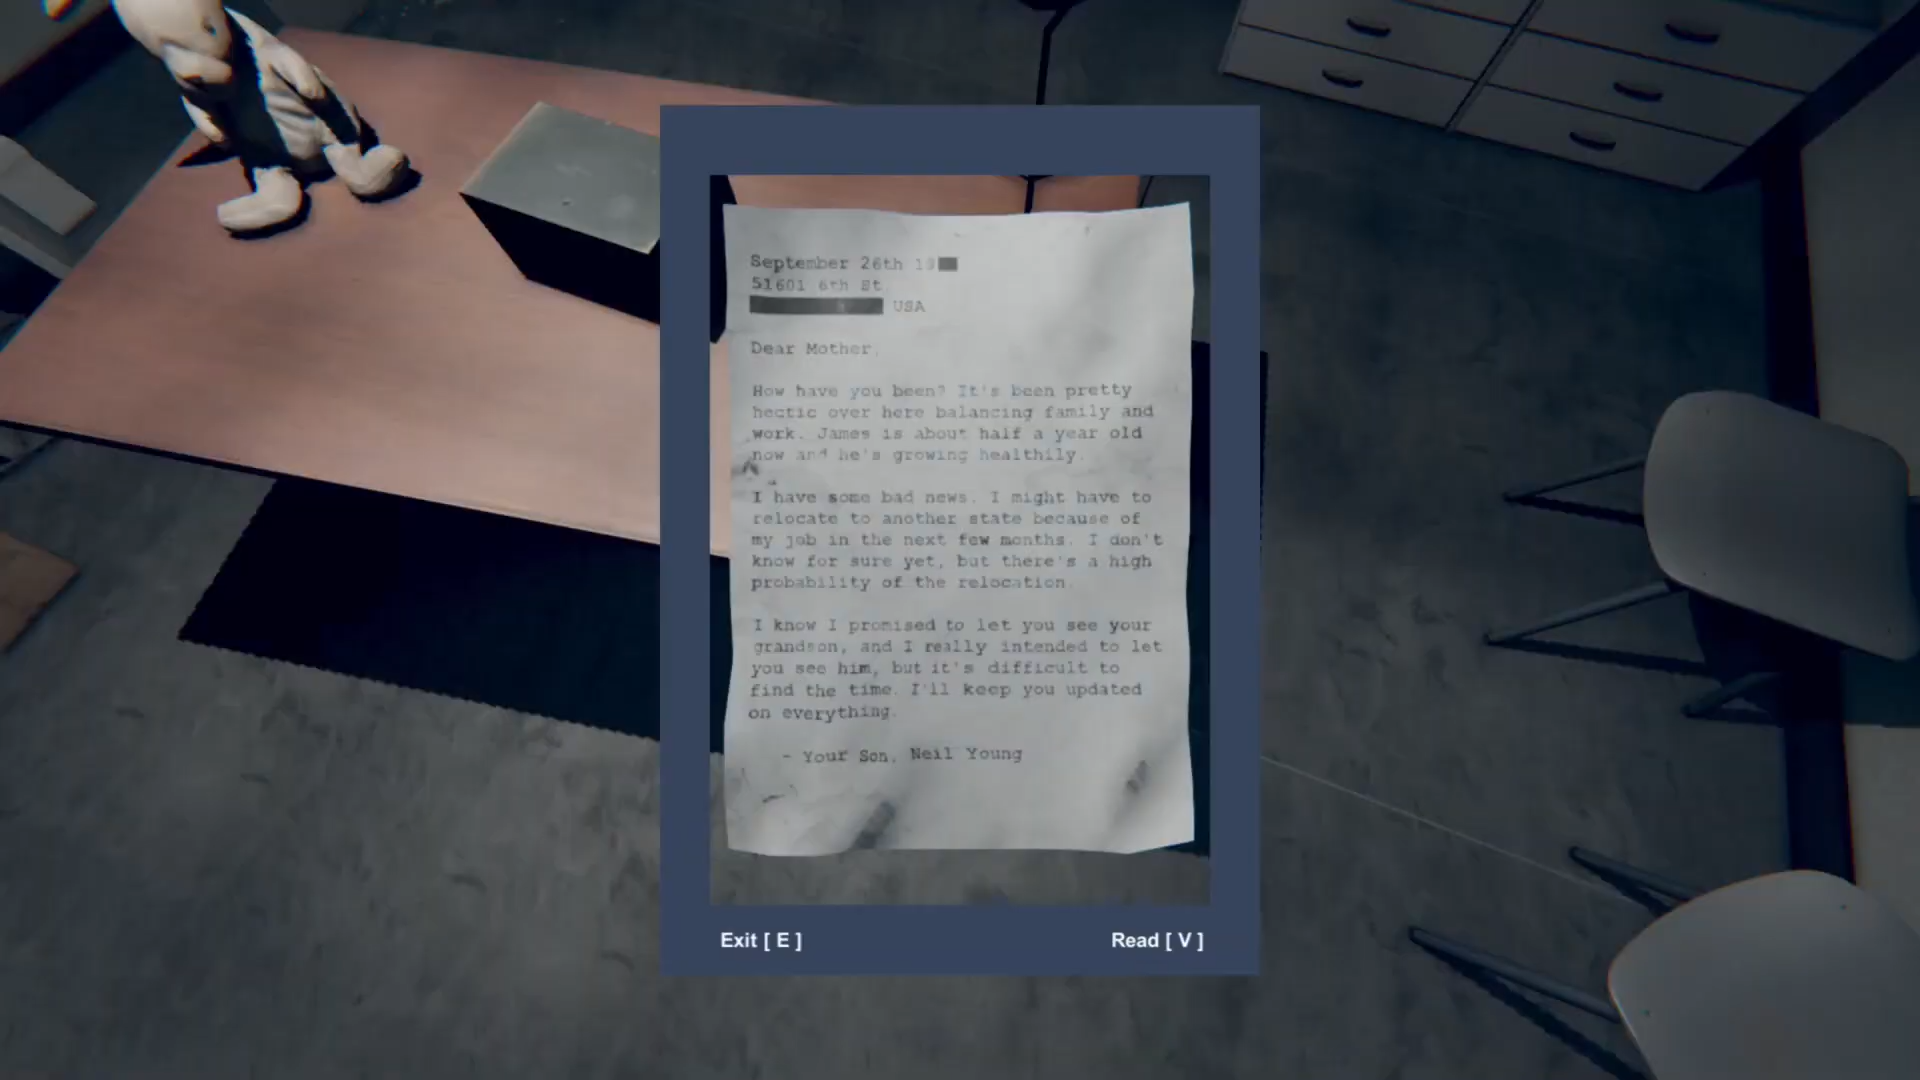 September 26th 19
51601 6th St.
USA
Dear Mother,
How have you been? It's been pretty
hectic over here balancing family and
work. James is about half a year old
now and he's growing healthily.
I have some bad news. I might have to
relocate to another state because of
my job in the next few months. I don't
know for sure yet, but there's a high
probability of the relocation.
I know I promised to let you see your
grandson, and I really intended to let
you see him, but it's difficult to
find the time. I'll keep you updated
on everything.
- Your Son, Neil Young
Exit [ E ]
Read [ V ]